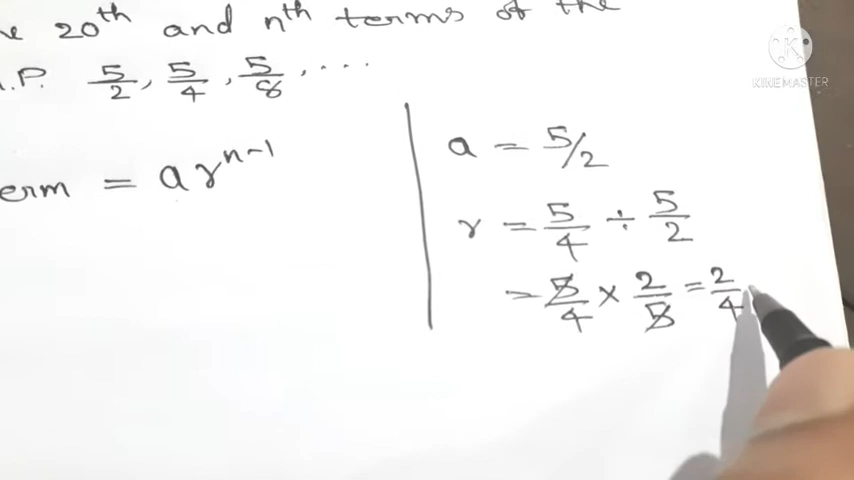 20th and nth terms of the
.P. 5/2, 5/4, 5/8, ...
erm = ar^(n-1)
a = 5/2
r = 5/4 ÷ 5/2
= 5/4 × 2/5 = 2/4
KINEMASTER